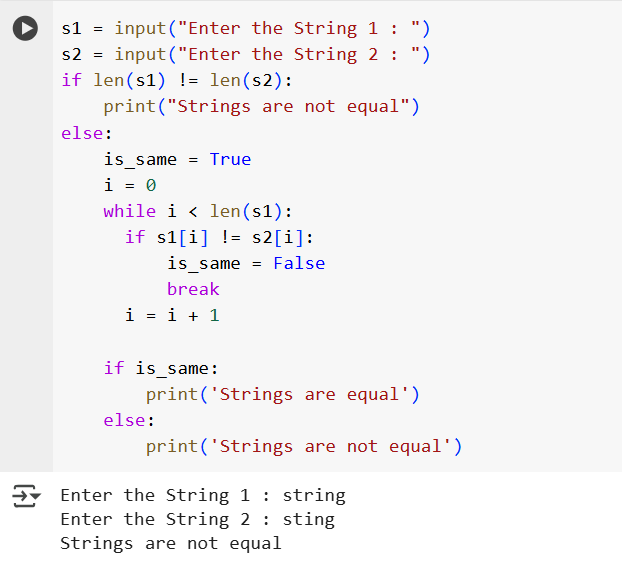 s1 = input("Enter the String 1 : ")
s2 = input("Enter the String 2 : ")
if len(s1) != len(s2):
    print("Strings are not equal")
else:
    is_same = True
    i = 0
    while i < len(s1):
      if s1[i] != s2[i]:
          is_same = False
          break
      i = i + 1

    if is_same:
        print('Strings are equal')
    else:
        print('Strings are not equal')
Enter the String 1 : string
Enter the String 2 : sting
Strings are not equal